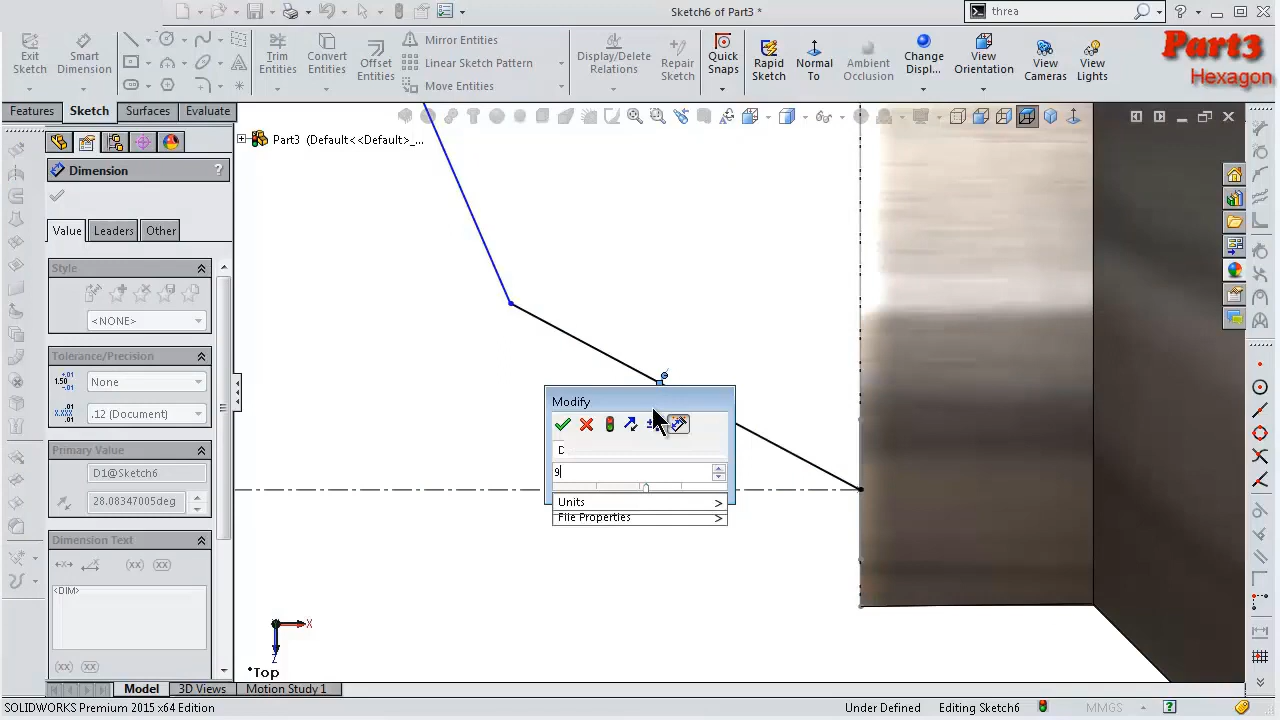 Sketch6 of Part3 *
threa
Part3
Hexagon
Exit Sketch
Smart Dimension
Trim Entities
Convert Entities
Offset Entities
Mirror Entities
Linear Sketch Pattern
Move Entities
Display/Delete Relations
Repair Sketch
Quick Snaps
Rapid Sketch
Normal To
Ambient Occlusion
Change Displ...
View Orientation
View Cameras
View Lights
Features
Sketch
Surfaces
Evaluate
Part3 (Default<<Default>_...
Dimension
?
Value
Leaders
Other
Style
<NONE>
Tolerance/Precision
None
.12 (Document)
Primary Value
D1@Sketch6
28.08347005deg
Dimension Text
<DIM>
Modify
D
9
Units >
File Properties >
X
Z
*Top
Model
3D Views
Motion Study 1
SOLIDWORKS Premium 2015 x64 Edition
Under Defined
Editing Sketch6
MMGS